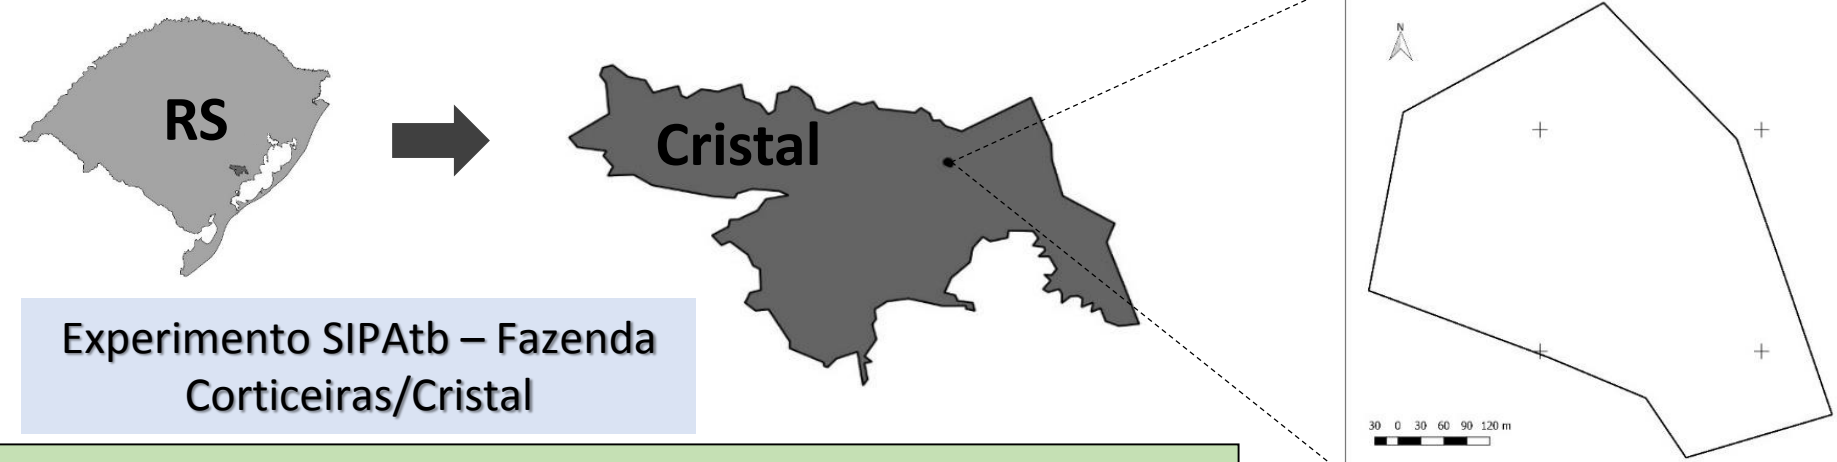 RS
Cristal
N
Experimento SIPAtb – Fazenda
Corticeiras/Cristal
30 0 30 60 90 120 m